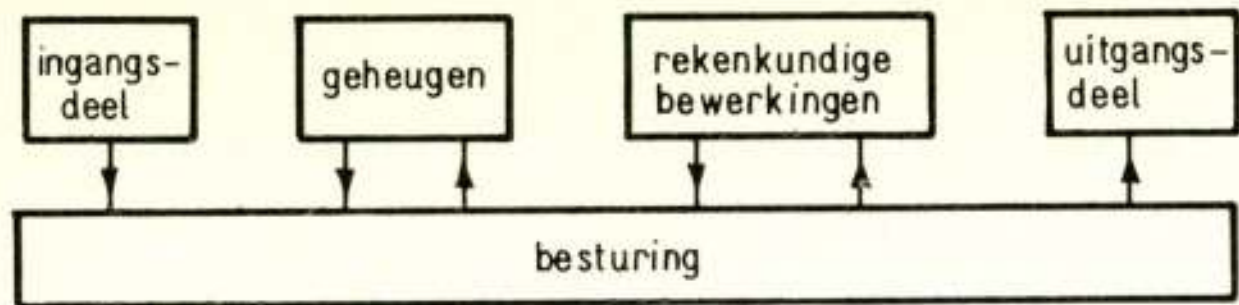 ingangs-
deel
geheugen
rekenkundige
bewerkingen
uitgangs-
deel
besturing